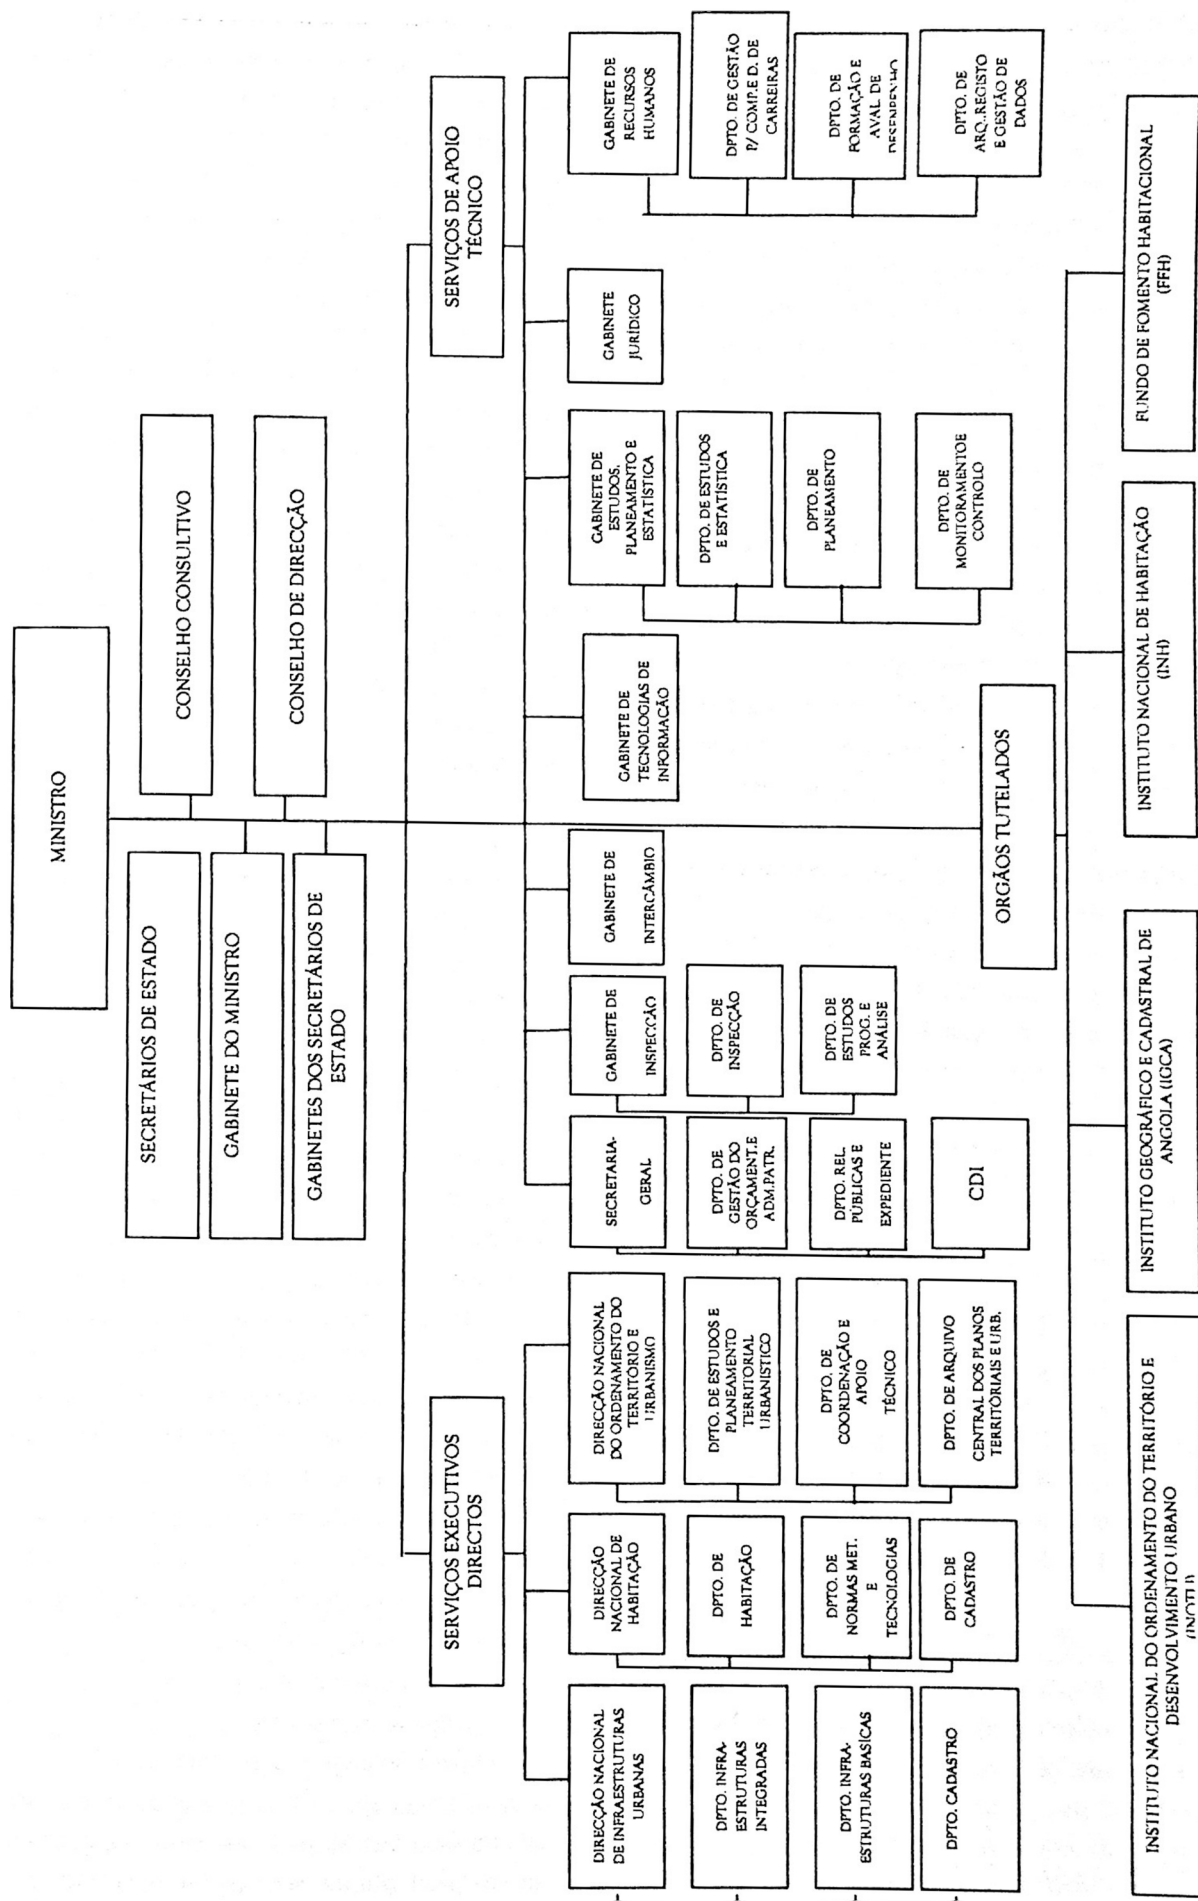 MINISTRO
SECRETÁRIOS DE ESTADO
CONSELHO CONSULTIVO
GABINETE DO MINISTRO
CONSELHO DE DIRECÇÃO
GABINETES DOS SECRETÁRIOS DE
ESTADO
SERVIÇOS EXECUTIVOS
DIRECTOS
SERVIÇOS DE APOIO
TÉCNICO
DIRECÇÃO NACIONAL
DE INFRAESTRUTURAS
URBANAS
DPTO. INFRA-
ESTRUTURAS
INTEGRADAS
DPTO. INFRA-
ESTRUTURAS BASÍCAS
DPTO. CADASTRO
DIRECÇÃO
NACIONAL DE
HABITAÇÃO
DPTO. DE
HABITAÇÃO
DPTO. DE
NORMAS MET.
E
TECNOLOGIAS
DPTO. DE
CADASTRO
DIRECÇÃO NACIONAL
DO ORDENAMENTO DO
TERRITÓRIO E
URBANISMO
DPTO. DE ESTUDOS E
PLANEAMENTO
TERRITORIAL
URBANISTICO
DPTO. DE
COORDENAÇÃO E
APOIO
TÉCNICO
DPTO. DE ARQUIVO
CENTRAL DOS PLANOS
TERRITÓRIAIS E URB.
SECRETARIA-
GERAL
DPTO. DE
GESTÃO DO
ORÇAMENT.E
ADM.PATR.
DPTO. REL.
PÚBLICAS E
EXPEDIENTE
CDI
GABINETE DE
INSPECÇÃO
DPTO. DE
INSPECÇÃO
DPTO. DE
ESTUDOS
PROG. E
ANÁLISE
GABINETE DE
INTERCÂMBIO
GABINETE DE
TECNOLOGIAS DE
INFORMAÇÃO
GABINETE DE
ESTUDOS,
PLANEAMENTO E
ESTATÍSTICA
DPTO. DE ESTUDOS
E ESTATÍSTICA
DPTO. DE
PLANEAMENTO
DPTO. DE
MONITORAMENTOE
CONTROLO
GABINETE
JURÍDICO
GABINETE DE
RECURSOS
HUMANOS
DPTO. DE GESTÃO
P/ COMP.E D. DE
CARREIRAS
DPTO. DE
FORMAÇÃO E
AVAL DE
DESEMPENHO
DPTO. DE
ARQ.,REGISTO
E GESTÃO DE
DADOS
ORGÃOS TUTELADOS
INSTITUTO NACIONAL DO ORDENAMENTO DO TERRITÓRIO E
DESENVOLVIMENTO URBANO
(INOTU)
INSTITUTO GEOGRÁFICO E CADASTRAL DE
ANGOLA (IGCA)
INSTITUTO NACIONAL DE HABITAÇÃO
(INH)
FUNDO DE FOMENTO HABITACIONAL
(FFH)